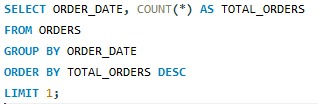 SELECT ORDER_DATE, COUNT(*) AS TOTAL_ORDERS
FROM ORDERS
GROUP BY ORDER_DATE
ORDER BY TOTAL_ORDERS DESC
LIMIT 1;